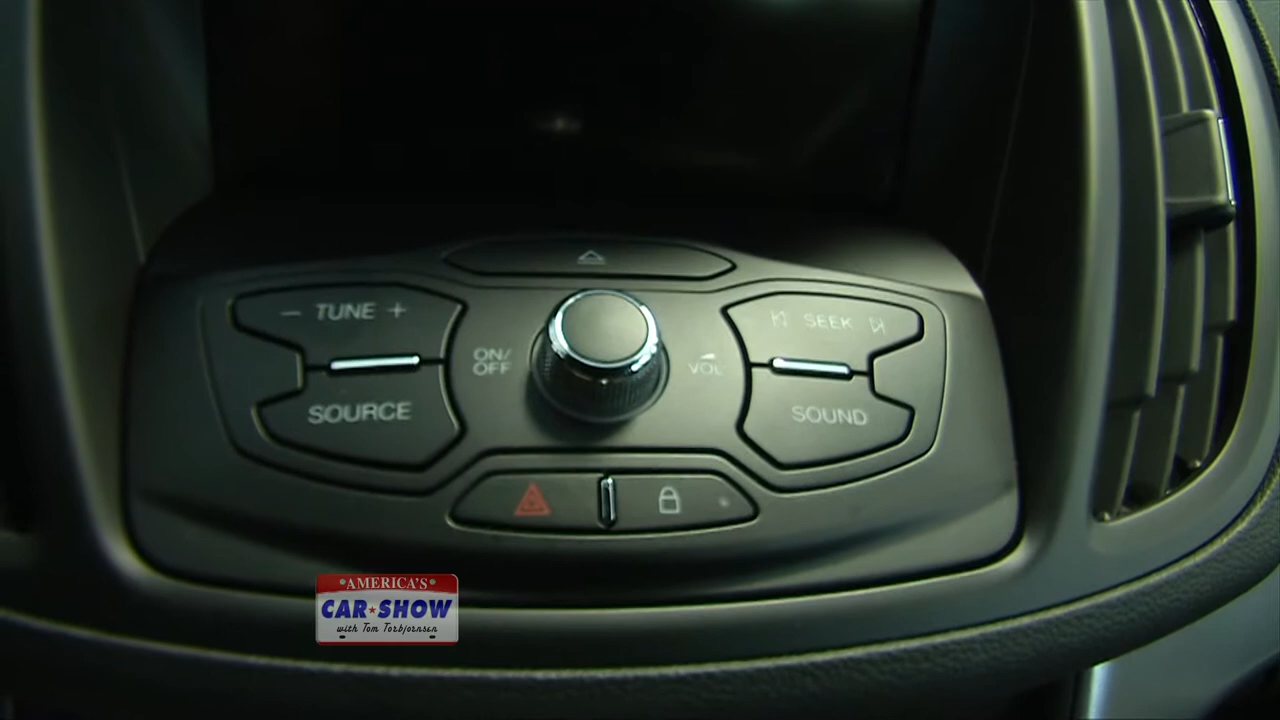 − TUNE +
SOURCE
ON/
OFF
VOL
SEEK
SOUND
AMERICA'S
CAR★SHOW
with Tom Torbjornsen